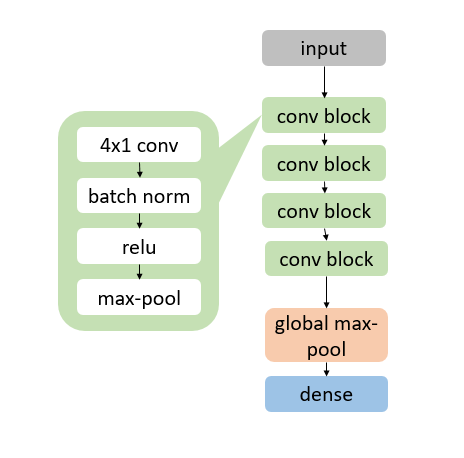 input
conv block
conv block
conv block
conv block
global max-
pool
dense
4x1 conv
batch norm
relu
max-pool